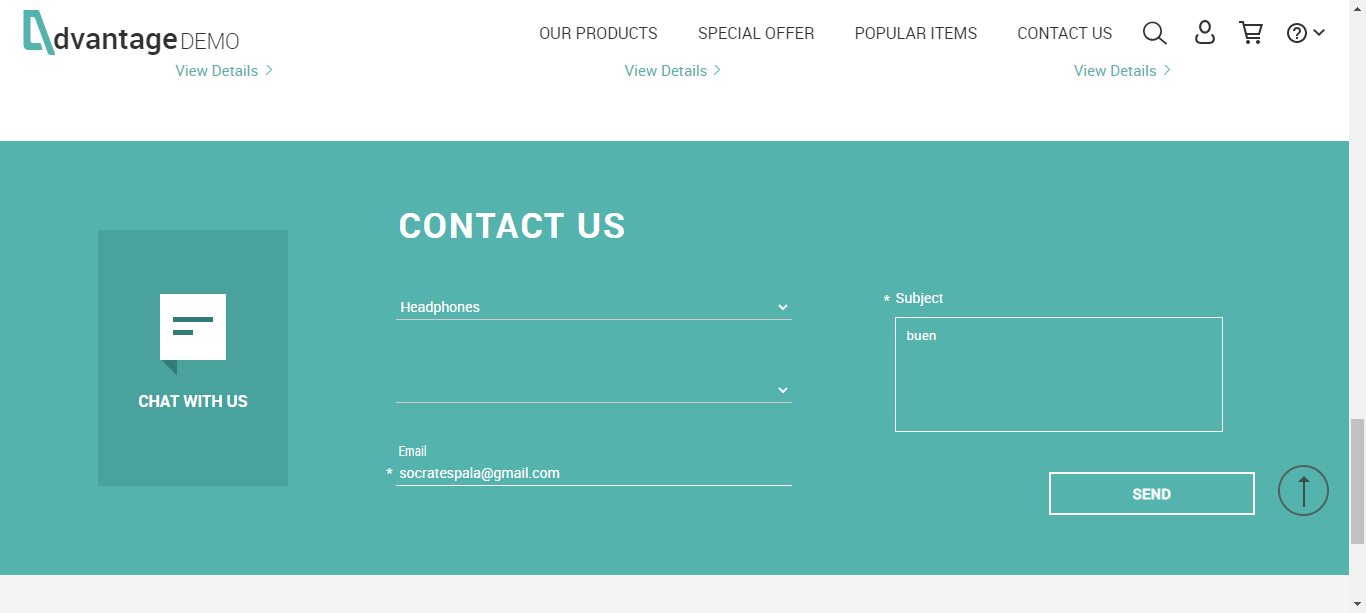 dvantage DEMO
OUR PRODUCTS SPECIAL OFFER POPULAR ITEMS CONTACT US
View Details View Details View Details
CONTACT US
CHAT WITH US
Headphones
Email
* socratespala@gmail.com
* Subject
buen
SEND